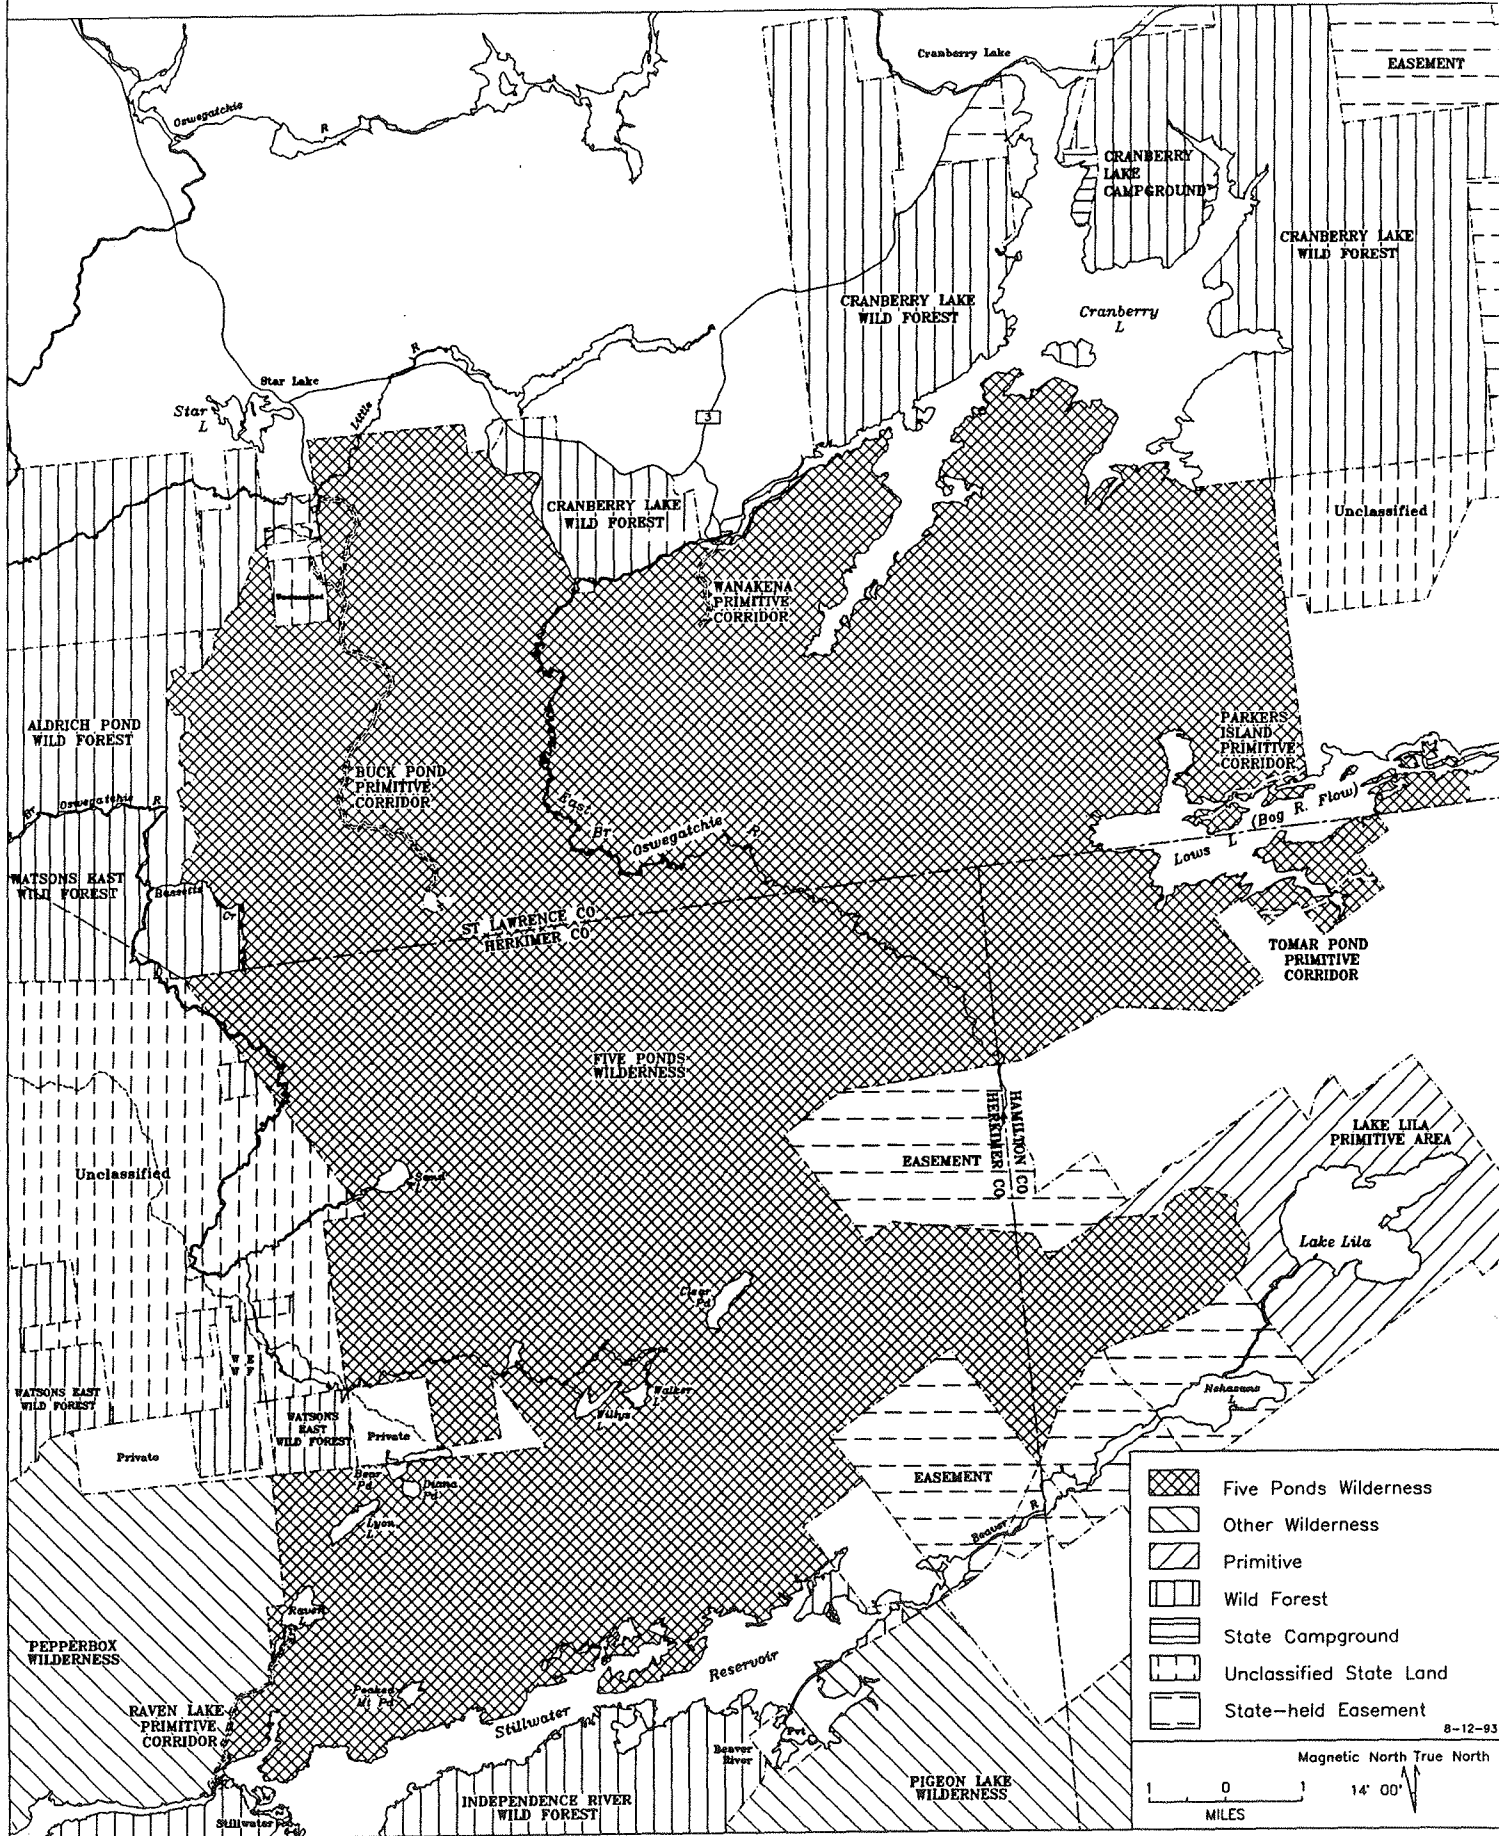 Cranberry Lake
EASEMENT
Oswegatchie
R
CRANBERRY
LAKE
CAMPGROUND
CRANBERRY LAKE
WILD FOREST
CRANBERRY LAKE
WILD FOREST
Cranberry
L
R
Star Lake
Star
L
Little
3
CRANBERRY LAKE
WILD FOREST
Unclassified
WANAKENA
PRIMITIVE
CORRIDOR
ALDRICH POND
WILD FOREST
PARKERS
ISLAND
PRIMITIVE
CORRIDOR
BUCK POND
PRIMITIVE
CORRIDOR
Br Oswegatchie R
East
Br
Oswegatchie
R
(Bog R. Flow)
Lows L
WATSONS EAST
WILD FOREST
Bassetts
Cr
ST LAWRENCE CO
HERKIMER CO
TOMAR POND
PRIMITIVE
CORRIDOR
FIVE PONDS
WILDERNESS
HAMILTON CO
HERKIMER CO
LAKE LILA
PRIMITIVE AREA
EASEMENT
Unclassified
Sand
L
Lake Lila
Clear
Pd
W E
W F
WATSONS EAST
WILD FOREST
Nehasane
L
Walker
L
Willys
L
WATSONS
EAST
WILD FOREST
Private
Private
Bear
Pd
Diana
Pd
EASEMENT
Lyon
L
Beaver
R
Raven
L
PEPPERBOX
WILDERNESS
Reservoir
Peaked
Mt Pd
Stillwater
RAVEN LAKE
PRIMITIVE
CORRIDOR
Pvt
Beaver
River
PIGEON LAKE
WILDERNESS
INDEPENDENCE RIVER
WILD FOREST
Stillwater
Five Ponds Wilderness
Other Wilderness
Primitive
Wild Forest
State Campground
Unclassified State Land
State-held Easement
8-12-93
Magnetic North True North
1 0 1
14' 00'
MILES